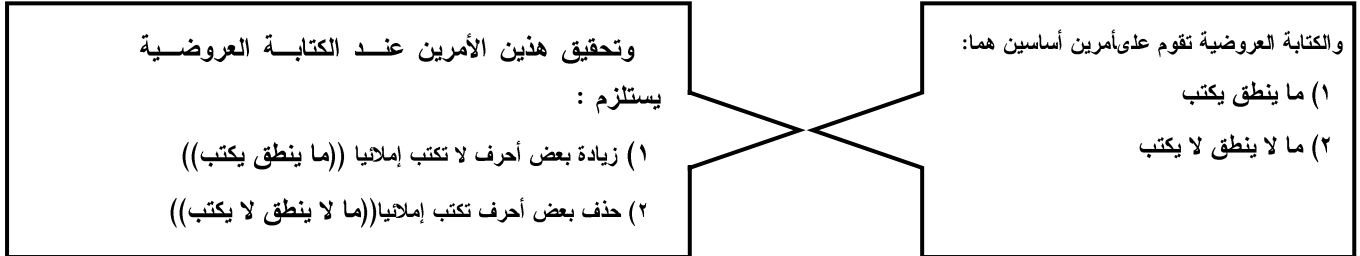 والكتابة العروضية تقوم على أمرين أساسين هما:
١) ما ينطق يكتب
٢) ما لا ينطق لا يكتب
وتحقيق هذين الأمرين عند الكتابة العروضية
يستلزم :
١) زيادة بعض أحرف لا تكتب إملائيا ((ما ينطق يكتب))
٢) حذف بعض أحرف تكتب إملائيا((ما لا ينطق لا يكتب))